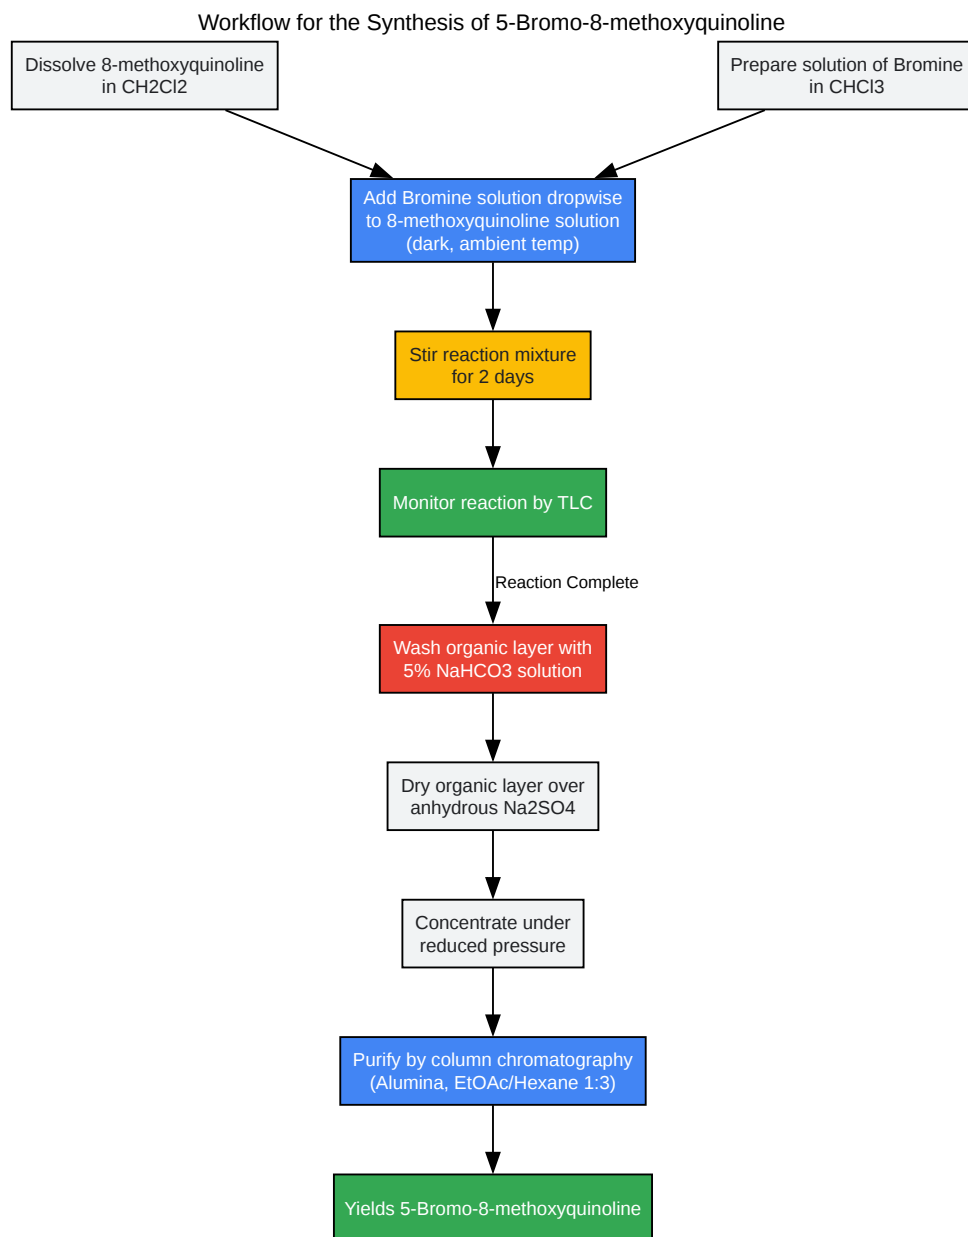 Workflow for the Synthesis of 5-Bromo-8-methoxyquinoline
Dissolve 8-methoxyquinoline
in CH2Cl2
Prepare solution of Bromine
in CHCl3
Add Bromine solution dropwise
to 8-methoxyquinoline solution
(dark, ambient temp)
Stir reaction mixture
for 2 days
Monitor reaction by TLC
Reaction Complete
Wash organic layer with
5% NaHCO3 solution
Dry organic layer over
anhydrous Na2SO4
Concentrate under
reduced pressure
Purify by column chromatography
(Alumina, EtOAc/Hexane 1:3)
Yields 5-Bromo-8-methoxyquinoline